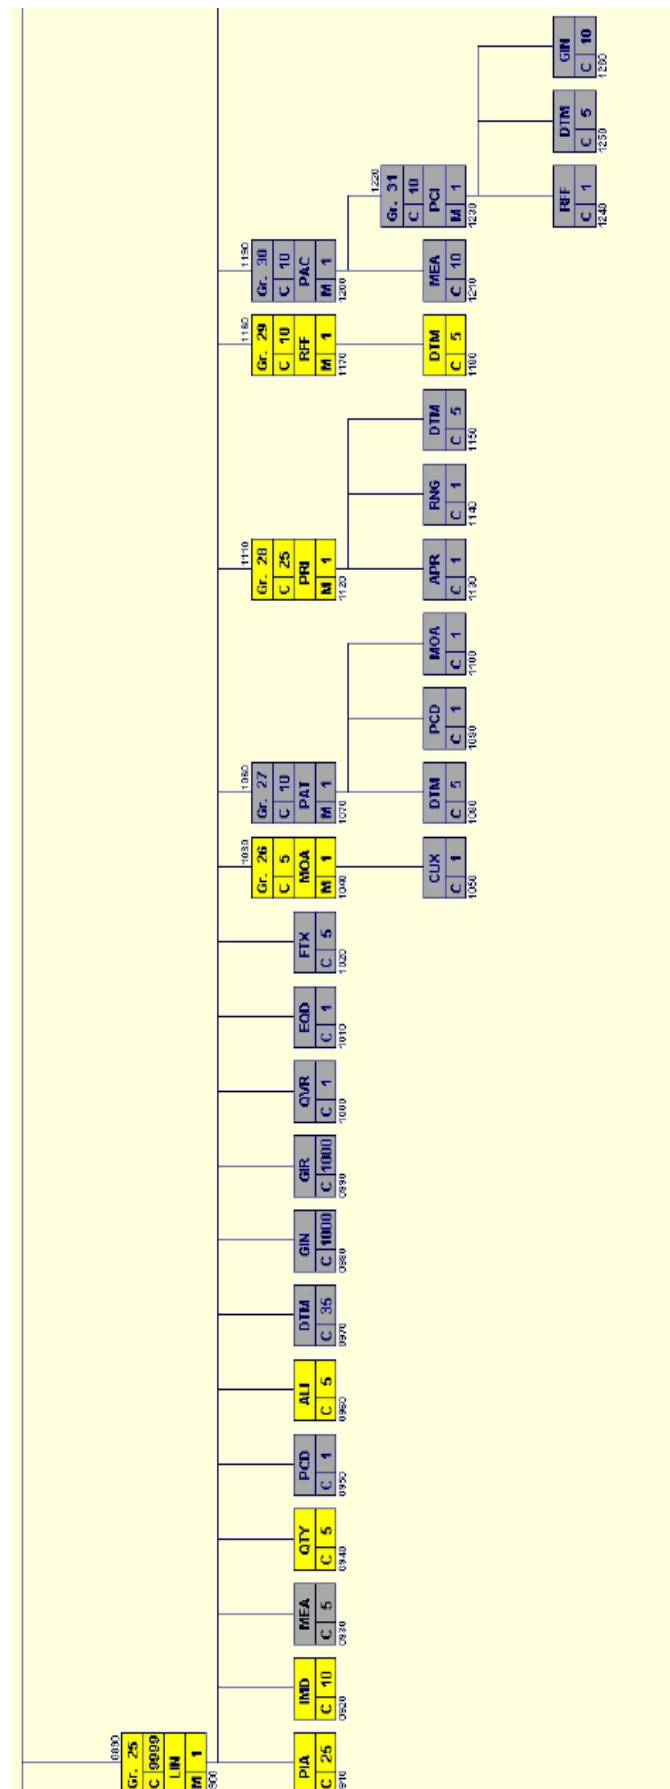 0890
Gr. 25
C 9999
LIN
M 1
900
PIA
C 25
910
IMD
C 10
0920
MEA
C 5
0930
QTY
C 5
0940
PCD
C 1
0950
ALI
C 5
0960
DTM
C 35
0970
GIN
C 1000
0980
GIR
C 1000
0990
QVR
C 1
1000
EQD
C 1
1010
FTX
C 5
1020
1030
Gr. 26
C 5
MOA
M 1
1040
CUX
C 1
1050
1060
Gr. 27
C 10
PAT
M 1
1070
DTM
C 5
1080
PCD
C 1
1090
MOA
C 1
1100
1110
Gr. 28
C 25
PRI
M 1
1120
APR
C 1
1130
RNG
C 1
1140
DTM
C 5
1150
1160
Gr. 29
C 10
RFF
M 1
1170
DTM
C 5
1180
1190
Gr. 30
C 10
PAC
M 1
1200
MEA
C 10
1210
1220
Gr. 31
C 10
PCI
M 1
1230
RFF
C 1
1240
DTM
C 5
1250
GIN
C 10
1260